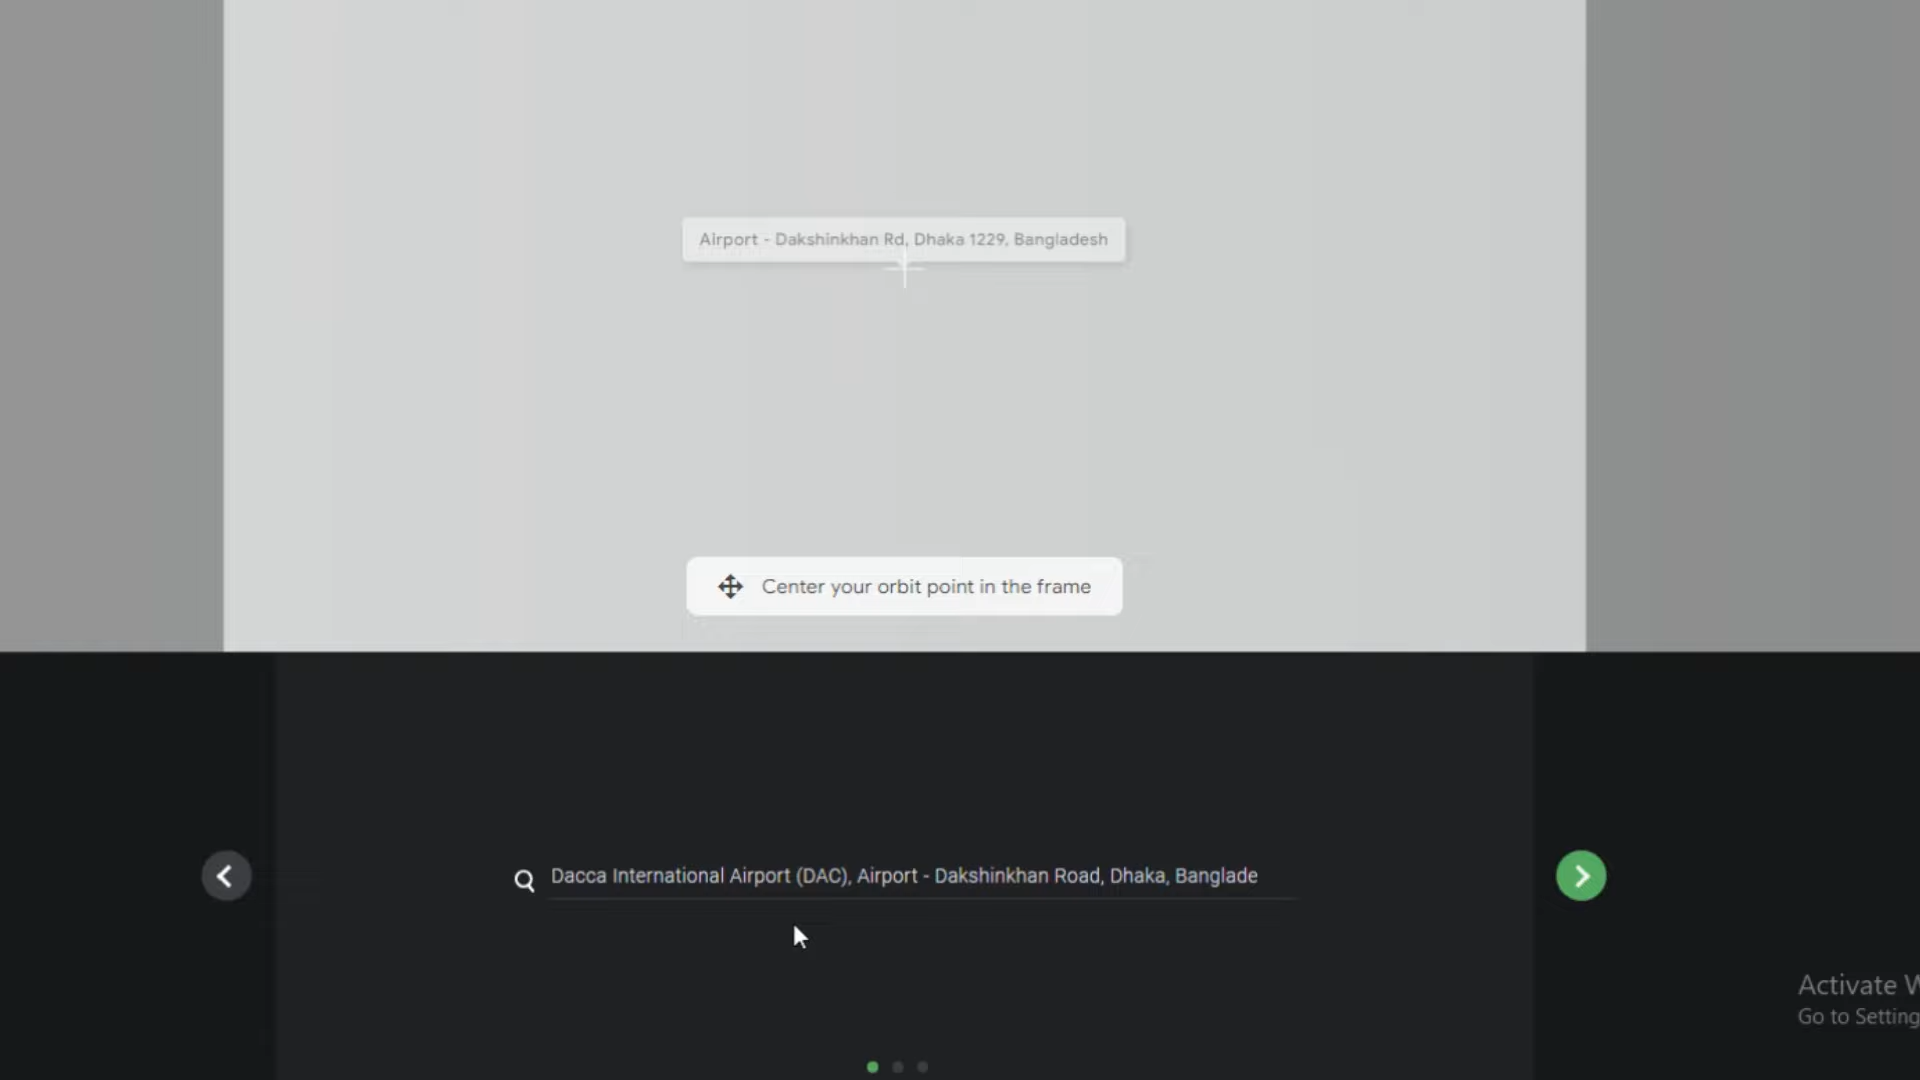 Airport - Dakshinkhan Rd, Dhaka 1229, Bangladesh
Center your orbit point in the frame
Dacca International Airport (DAC), Airport - Dakshinkhan Road, Dhaka, Banglade
Activate W
Go to Setting